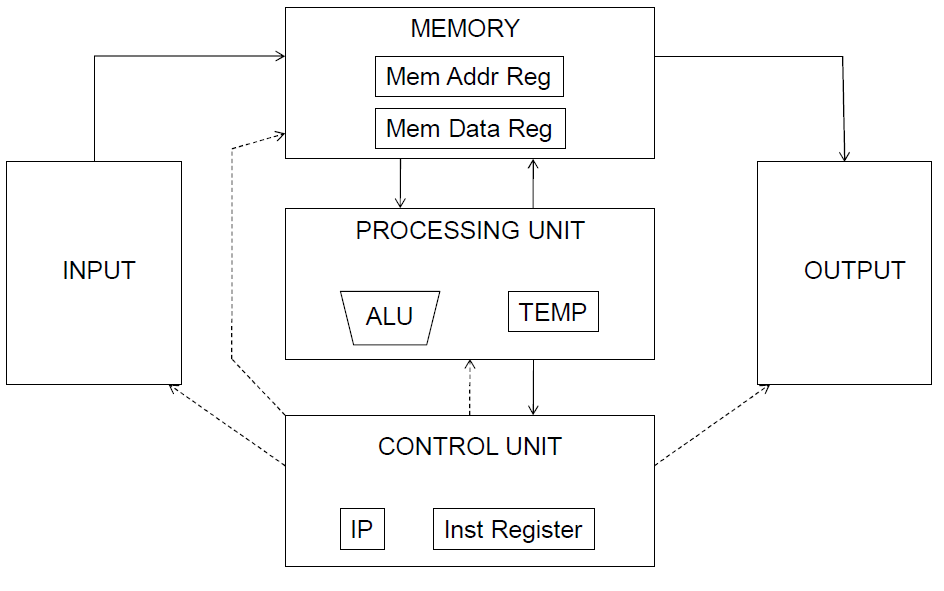 MEMORY
Mem Addr Reg
Mem Data Reg
PROCESSING UNIT
INPUT
OUTPUT
ALU
TEMP
CONTROL UNIT
IP
Inst Register